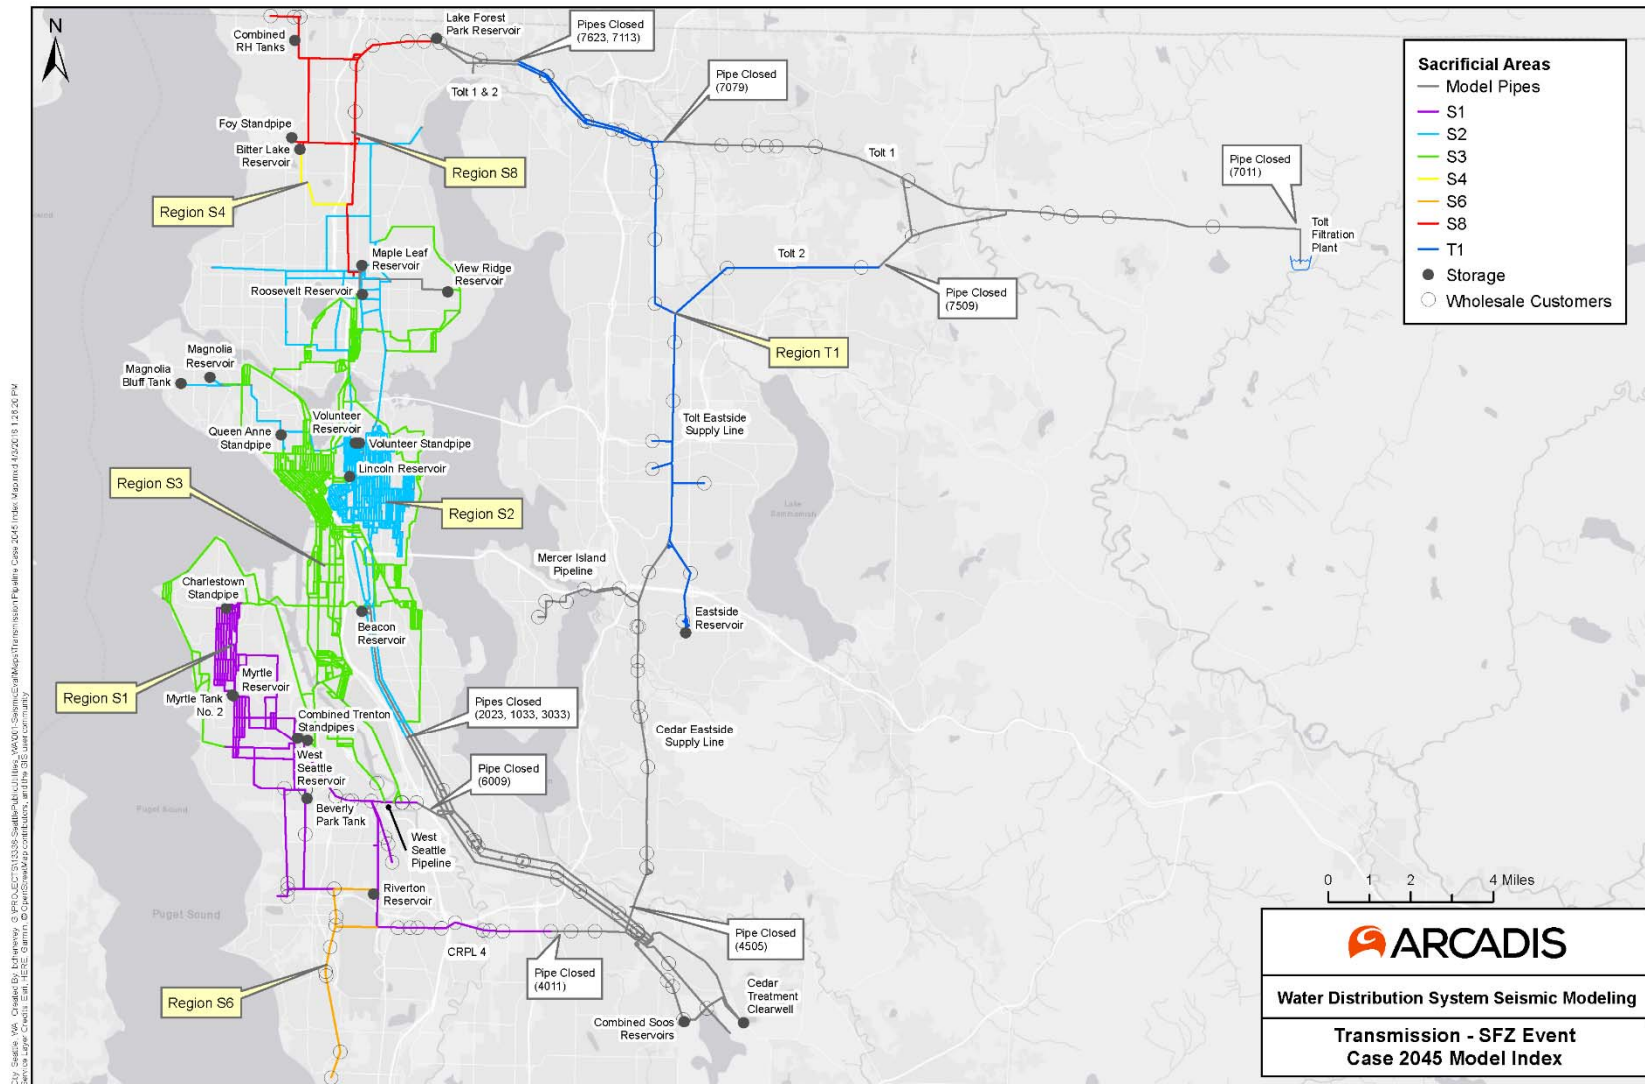 N
Combined
RH Tanks
Lake Forest
Park Reservoir
Pipes Closed
(7623, 7113)
Pipe Closed
(7079)
Tolt 1 & 2
Foy Standpipe
Bitter Lake
Reservoir
Region S8
Region S4
Tolt 1
Pipe Closed
(7011)
Tolt
Filtration
Plant
Maple Leaf
Reservoir
View Ridge
Reservoir
Roosevelt Reservoir
Tolt 2
Pipe Closed
(7509)
Region T1
Magnolia
Reservoir
Magnolia
Bluff Tank
Volunteer
Reservoir
Queen Anne
Standpipe
Volunteer Standpipe
Lincoln Reservoir
Tolt Eastside
Supply Line
Region S3
Region S2
Lake
Sammamish
Mercer Island
Pipeline
Charlestown
Standpipe
Beacon
Reservoir
Eastside
Reservoir
Region S1
Myrtle
Reservoir
Myrtle Tank
No. 2
Combined Trenton
Standpipes
Pipes Closed
(2023, 1033, 3033)
West
Seattle
Reservoir
Cedar Eastside
Supply Line
Pipe Closed
(6009)
Puget Sound
Beverly
Park Tank
West
Seattle
Pipeline
Riverton
Reservoir
Puget Sound
Pipe Closed
(4505)
CRPL 4
Pipe Closed
(4011)
Region S6
Combined Soos
Reservoirs
Cedar
Treatment
Clearwell
Sacrificial Areas
Model Pipes
S1
S2
S3
S4
S6
S8
T1
Storage
Wholesale Customers
0 1 2 4 Miles
ARCADIS
Water Distribution System Seismic Modeling
Transmission - SFZ Event
Case 2045 Model Index